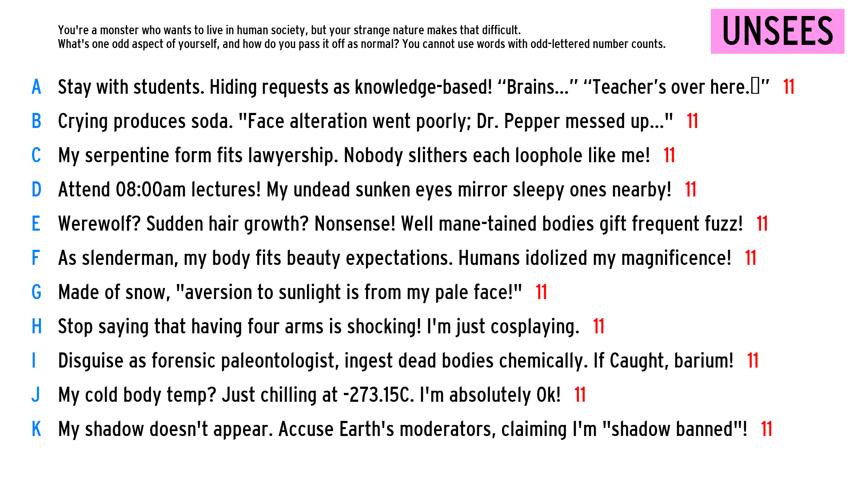 You're a monster who wants to live in human society, but your strange nature makes that difficult.
What's one odd aspect of yourself, and how do you pass it off as normal? You cannot use words with odd-lettered number counts.
UNSEES
A Stay with students. Hiding requests as knowledge-based! “Brains...” “Teacher’s over here.▯” 11
B Crying produces soda. "Face alteration went poorly; Dr. Pepper messed up..." 11
C My serpentine form fits lawyership. Nobody slithers each loophole like me! 11
D Attend 08:00am lectures! My undead sunken eyes mirror sleepy ones nearby! 11
E Werewolf? Sudden hair growth? Nonsense! Well mane-tained bodies gift frequent fuzz! 11
F As slenderman, my body fits beauty expectations. Humans idolized my magnificence! 11
G Made of snow, "aversion to sunlight is from my pale face!" 11
H Stop saying that having four arms is shocking! I'm just cosplaying. 11
I Disguise as forensic paleontologist, ingest dead bodies chemically. If Caught, barium! 11
J My cold body temp? Just chilling at -273.15C. I'm absolutely 0k! 11
K My shadow doesn't appear. Accuse Earth's moderators, claiming I'm "shadow banned"! 11